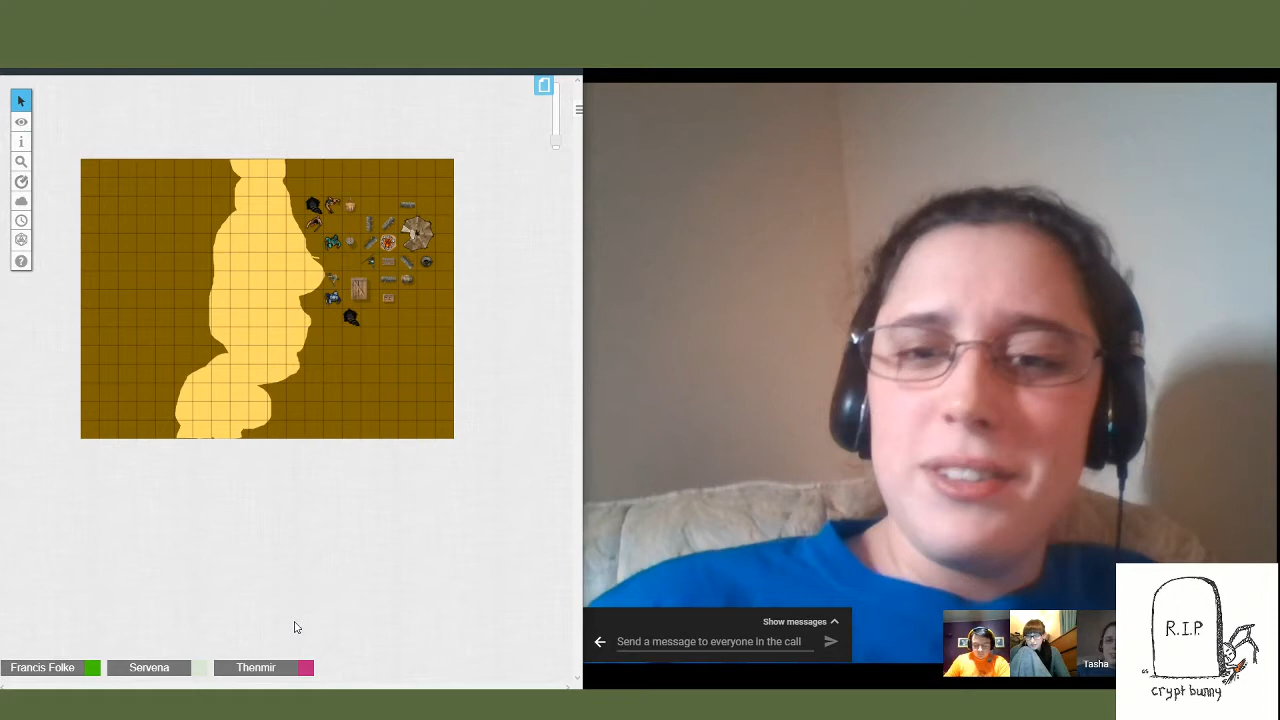 Show messages
Send a message to everyone in the call
Francis Folke
Servena
Thenmir
Tasha
R.I.P.
crypt bunny